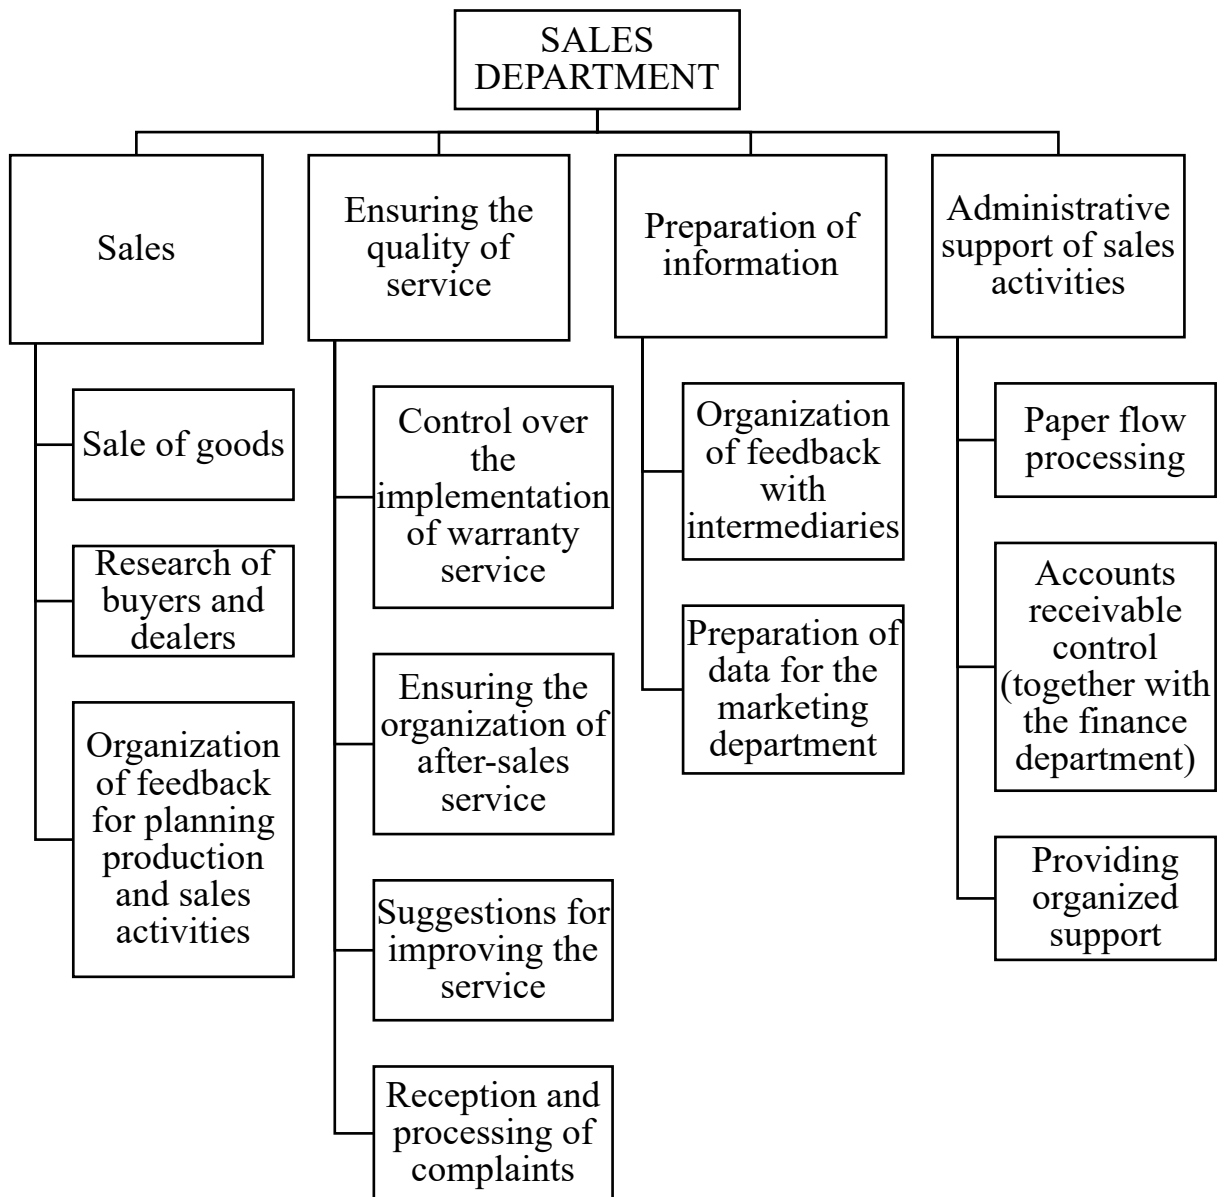 SALES
DEPARTMENT
Sales
Sale of goods
Research of
buyers and
dealers
Organization
of feedback
for planning
production
and sales
activities
Ensuring the
quality of
service
Control over
the
implementation
of warranty
service
Ensuring the
organization of
after-sales
service
Suggestions for
improving the
service
Reception and
processing of
complaints
Preparation of
information
Organization
of feedback
with
intermediaries
Preparation of
data for the
marketing
department
Administrative
support of sales
activities
Paper flow
processing
Accounts
receivable
control
(together with
the finance
department)
Providing
organized
support